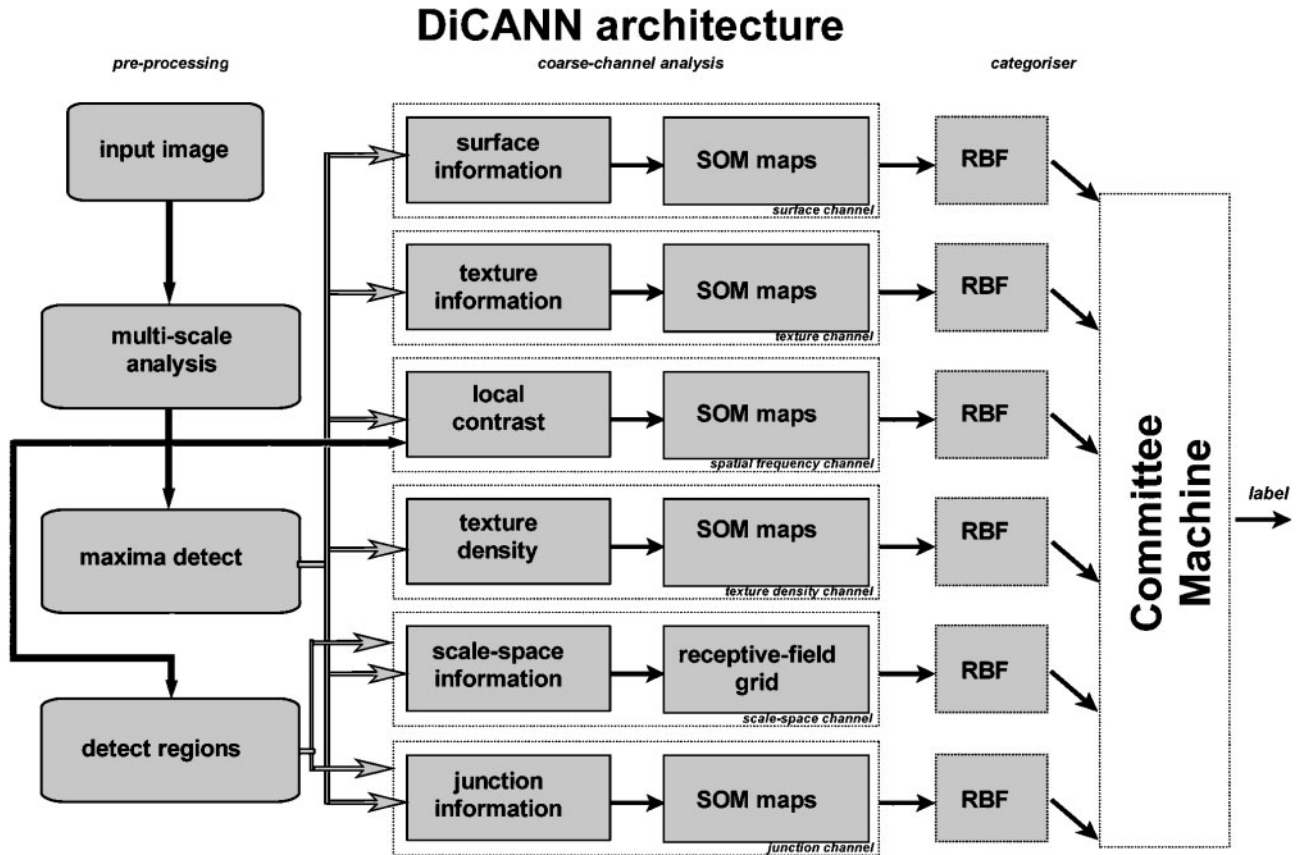 DiCANN architecture
pre-processing
coarse-channel analysis
categoriser
input image
multi-scale
analysis
maxima detect
detect regions
surface
information
SOM maps
surface channel
RBF
texture
information
SOM maps
texture channel
RBF
local
contrast
SOM maps
spatial frequency channel
RBF
texture
density
SOM maps
texture density channel
RBF
scale-space
information
receptive-field
grid
scale-space channel
RBF
junction
information
SOM maps
junction channel
RBF
Committee
Machine
label